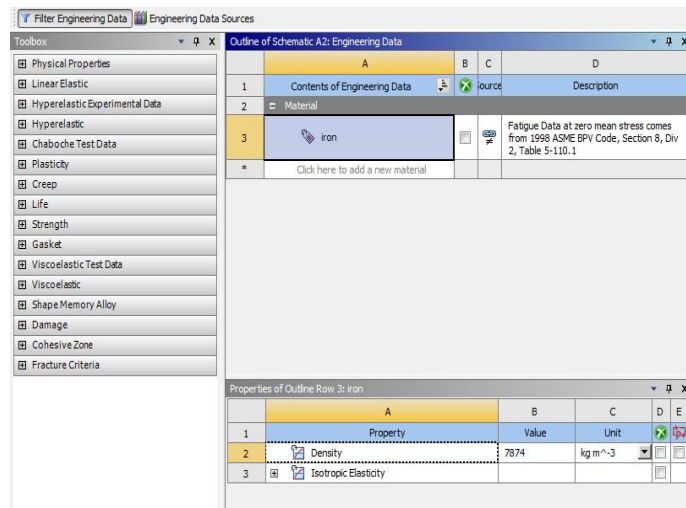 Filter Engineering Data Engineering Data Sources
Toolbox
Physical Properties
Linear Elastic
Hyperelastic Experimental Data
Hyperelastic
Chaboche Test Data
Plasticity
Creep
Life
Strength
Gasket
Viscoelastic Test Data
Viscoelastic
Shape Memory Alloy
Damage
Cohesive Zone
Fracture Criteria
Outline of Schematic A2: Engineering Data
A B C D
1 Contents of Engineering Data ource Description
2 Material
3 iron
Fatigue Data at zero mean stress comes
from 1998 ASME BPV Code, Section 8, Div
2, Table 5-110.1
* Click here to add a new material
Properties of Outline Row 3: iron
A B C D E
1 Property Value Unit
2 Density 7874 kg m^-3
3 Isotropic Elasticity